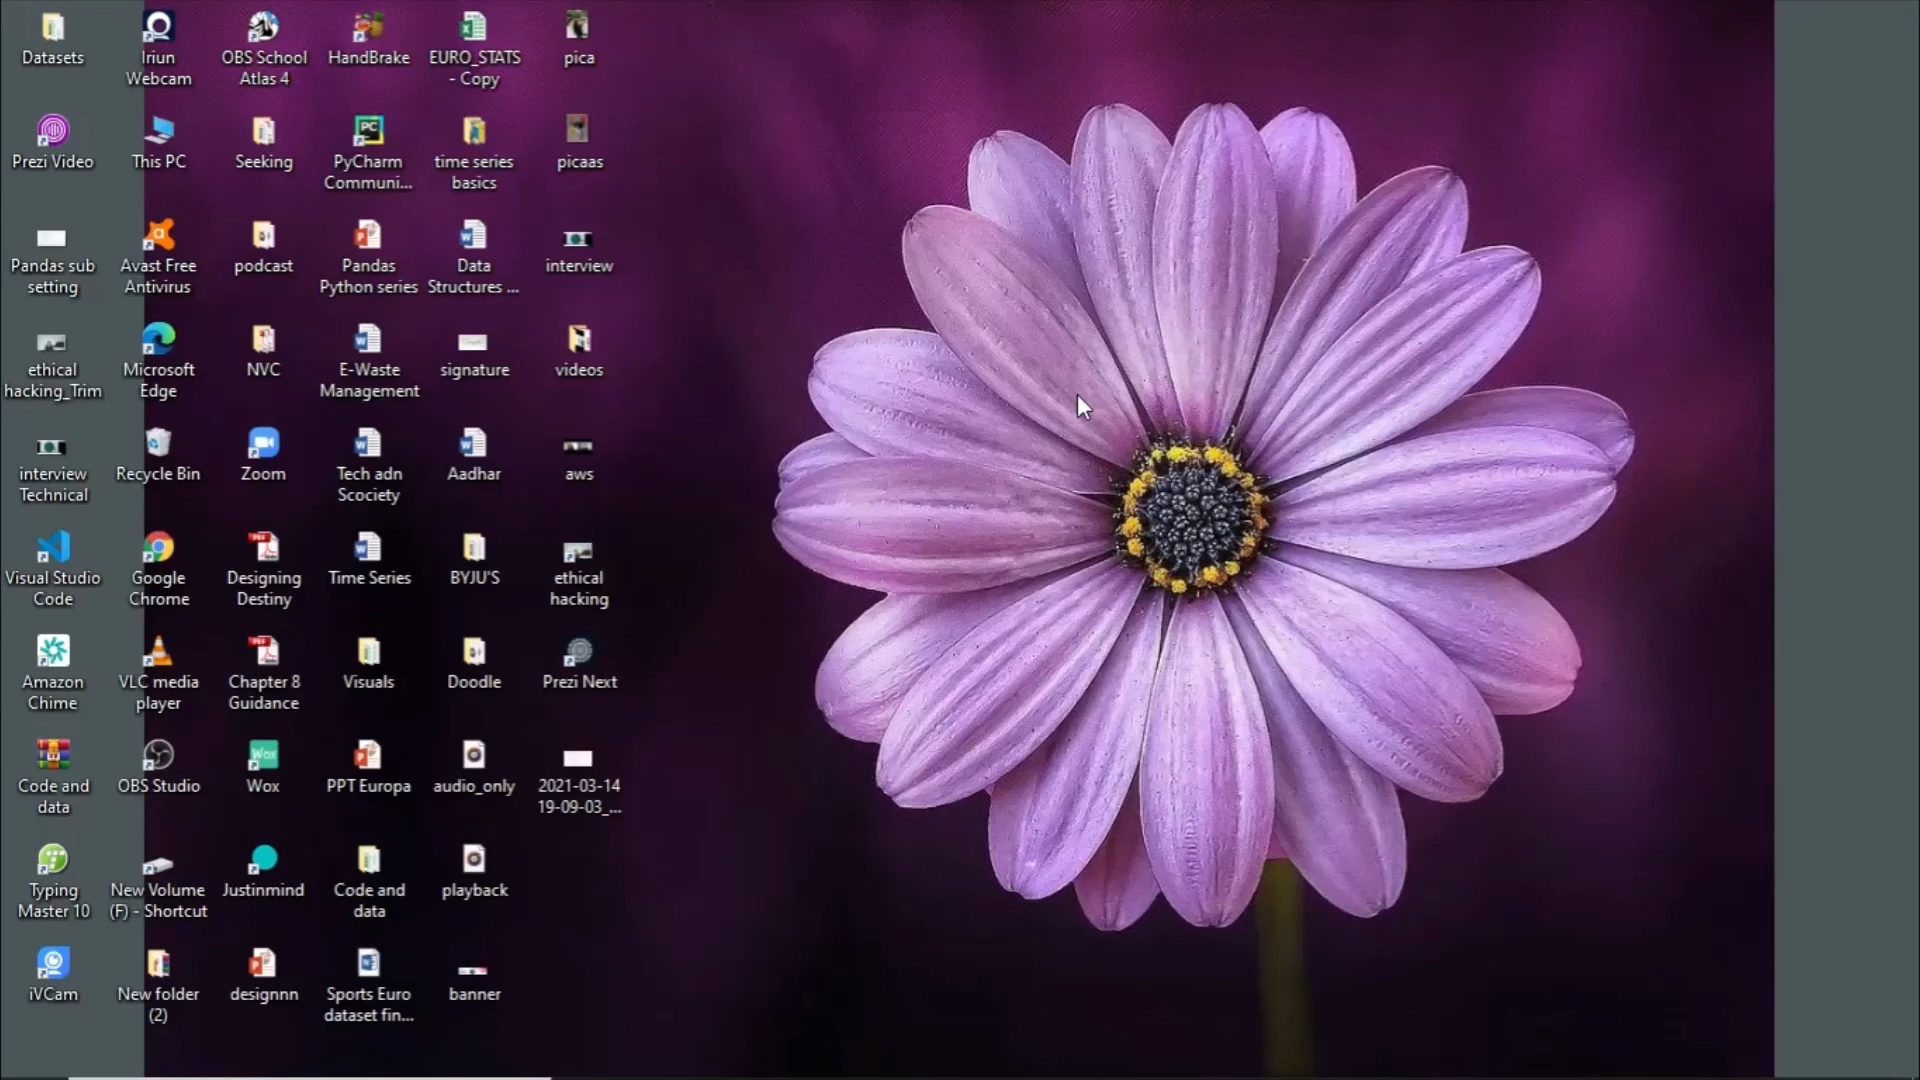 Datasets
Iriun
Webcam
OBS School
Atlas 4
HandBrake
EURO_STATS
- Copy
pica
Prezi Video
This PC
Seeking
PyCharm
Communi...
time series
basics
picaas
Pandas sub
setting
Avast Free
Antivirus
podcast
Pandas
Python series
Data
Structures ...
interview
ethical
hacking_Trim
Microsoft
Edge
NVC
E-Waste
Management
signature
videos
interview
Technical
Recycle Bin
Zoom
Tech adn
Scociety
Aadhar
aws
Visual Studio
Code
Google
Chrome
Designing
Destiny
Time Series
BYJU'S
ethical
hacking
Amazon
Chime
VLC media
player
Chapter 8
Guidance
Visuals
Doodle
Prezi Next
Code and
data
OBS Studio
Wox
Wox
PPT Europa
audio_only
2021-03-14
19-09-03_...
Typing
Master 10
New Volume
(F) - Shortcut
Justinmind
Code and
data
playback
iVCam
New folder
(2)
designnn
Sports Euro
dataset fin...
banner